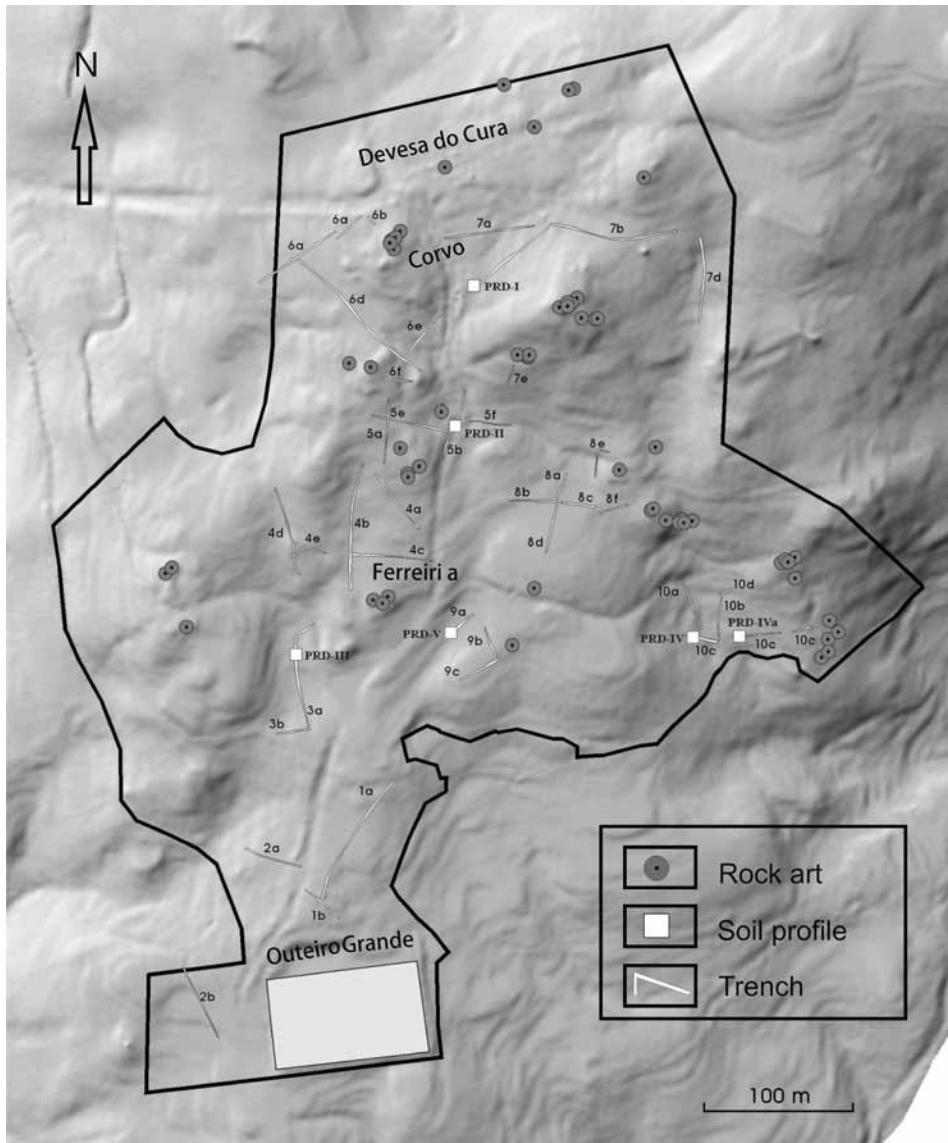 N
Devesa do Cura
6a
6b
6a
Corvo
7a
7b
PRD-I
7d
6d
6e
6f
7e
5e
5f
PRD-II
5a
5b
8e
8a
8b
8c
8f
4a
4b
8d
4d
4e
4c
Ferreiri a
10a
10d
9a
10b
PRD-V
PRD-IV
PRD-IVa
9b
10c
10c
10c
PRD-III
9c
3a
3b
1a
2a
1b
Outeiro Grande
2b
Rock art
Soil profile
Trench
100 m